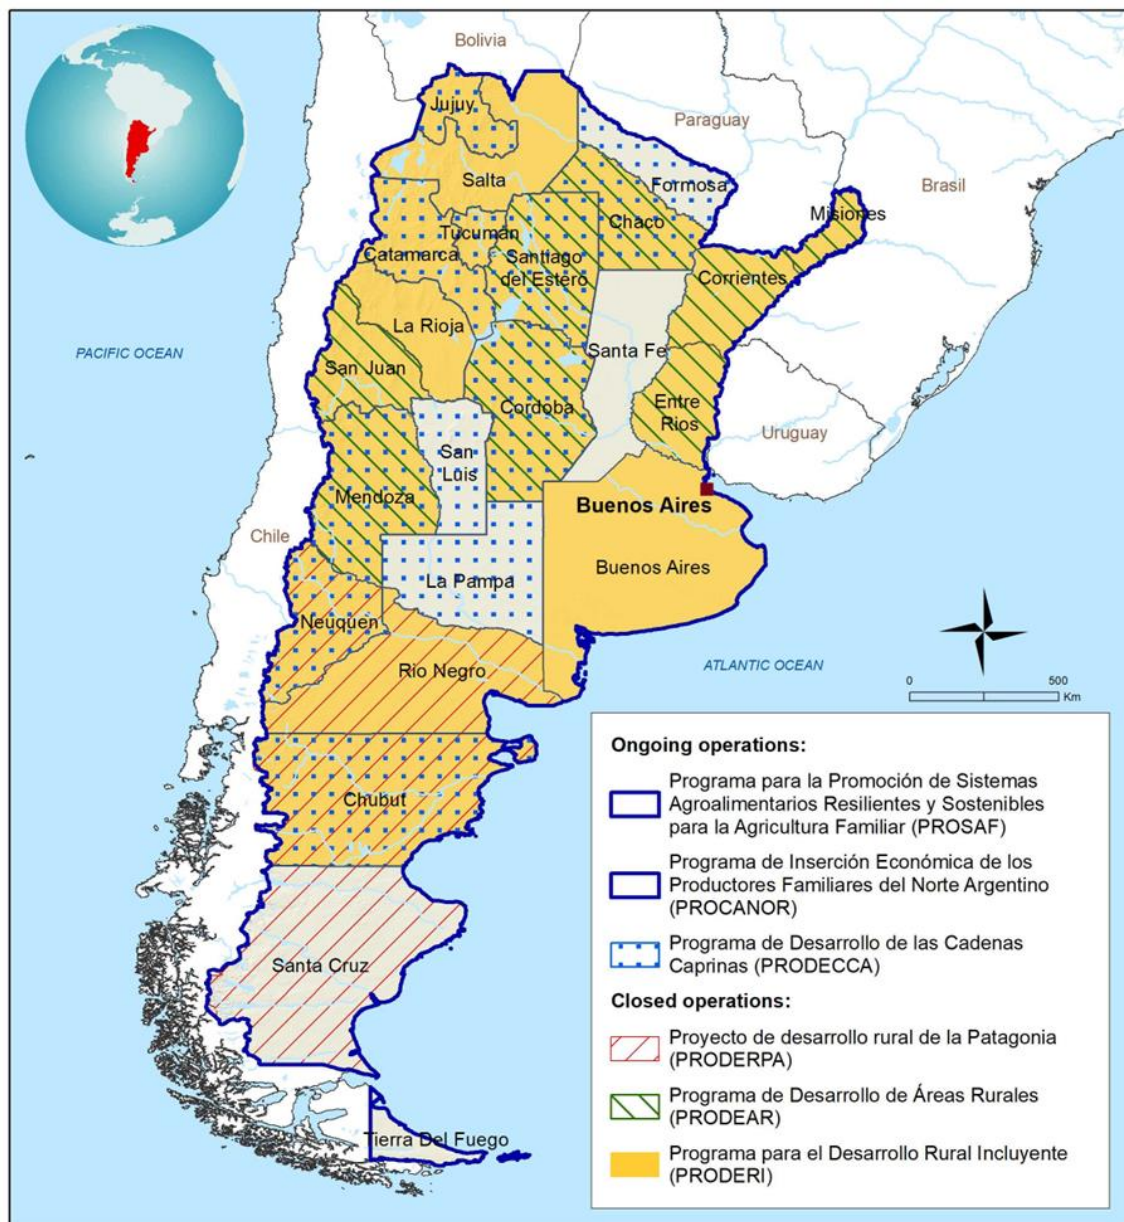 Bolivia
Jujuy
Paraguay
Salta
Formosa
Brasil
Misiones
Chaco
Tucumán
Catamarca
Santiago
del Estero
Corrientes
La Rioja
PACIFIC OCEAN
Santa Fe
San Juan
Cordoba
Entre
Rios
Uruguay
San
Luis
Mendoza
Buenos Aires
Chile
Buenos Aires
La Pampa
Neuquen
Rio Negro
ATLANTIC OCEAN
0 500
Km
Chubut
Santa Cruz
Tierra Del Fuego
Ongoing operations:
Programa para la Promoción de Sistemas
Agroalimentarios Resilientes y Sostenibles
para la Agricultura Familiar (PROSAF)
Programa de Inserción Económica de los
Productores Familiares del Norte Argentino
(PROCANOR)
Programa de Desarrollo de las Cadenas
Caprinas (PRODECCA)
Closed operations:
Proyecto de desarrollo rural de la Patagonia
(PRODERPA)
Programa de Desarrollo de Áreas Rurales
(PRODEAR)
Programa para el Desarrollo Rural Incluyente
(PRODERI)